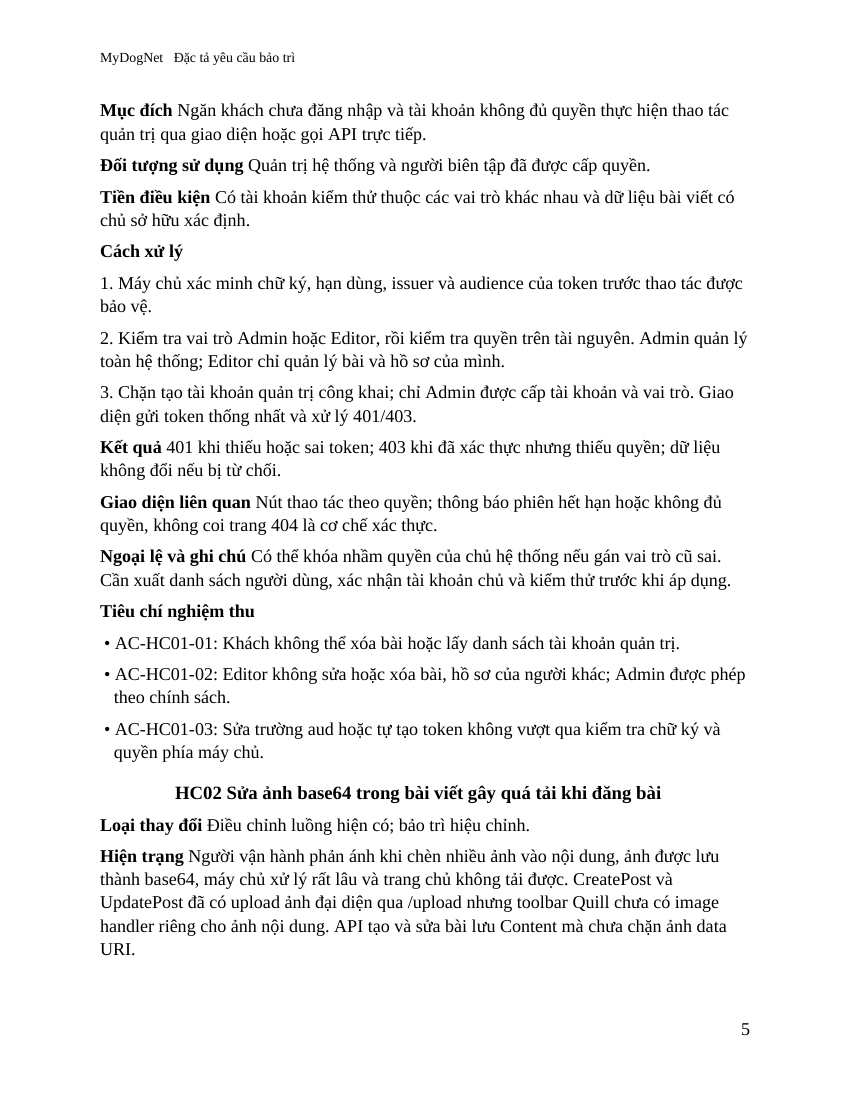 MyDogNet Đặc tả yêu cầu bảo trì
Mục đích Ngăn khách chưa đăng nhập và tài khoản không đủ quyền thực hiện thao tác
quản trị qua giao diện hoặc gọi API trực tiếp.
Đối tượng sử dụng Quản trị hệ thống và người biên tập đã được cấp quyền.
Tiền điều kiện Có tài khoản kiểm thử thuộc các vai trò khác nhau và dữ liệu bài viết có
chủ sở hữu xác định.
Cách xử lý
1. Máy chủ xác minh chữ ký, hạn dùng, issuer và audience của token trước thao tác được
bảo vệ.
2. Kiểm tra vai trò Admin hoặc Editor, rồi kiểm tra quyền trên tài nguyên. Admin quản lý
toàn hệ thống; Editor chỉ quản lý bài và hồ sơ của mình.
3. Chặn tạo tài khoản quản trị công khai; chỉ Admin được cấp tài khoản và vai trò. Giao
diện gửi token thống nhất và xử lý 401/403.
Kết quả 401 khi thiếu hoặc sai token; 403 khi đã xác thực nhưng thiếu quyền; dữ liệu
không đổi nếu bị từ chối.
Giao diện liên quan Nút thao tác theo quyền; thông báo phiên hết hạn hoặc không đủ
quyền, không coi trang 404 là cơ chế xác thực.
Ngoại lệ và ghi chú Có thể khóa nhầm quyền của chủ hệ thống nếu gán vai trò cũ sai.
Cần xuất danh sách người dùng, xác nhận tài khoản chủ và kiểm thử trước khi áp dụng.
Tiêu chí nghiệm thu
• AC-HC01-01: Khách không thể xóa bài hoặc lấy danh sách tài khoản quản trị.
• AC-HC01-02: Editor không sửa hoặc xóa bài, hồ sơ của người khác; Admin được phép
theo chính sách.
• AC-HC01-03: Sửa trường aud hoặc tự tạo token không vượt qua kiểm tra chữ ký và
quyền phía máy chủ.
HC02 Sửa ảnh base64 trong bài viết gây quá tải khi đăng bài
Loại thay đổi Điều chỉnh luồng hiện có; bảo trì hiệu chỉnh.
Hiện trạng Người vận hành phản ánh khi chèn nhiều ảnh vào nội dung, ảnh được lưu
thành base64, máy chủ xử lý rất lâu và trang chủ không tải được. CreatePost và
UpdatePost đã có upload ảnh đại diện qua /upload nhưng toolbar Quill chưa có image
handler riêng cho ảnh nội dung. API tạo và sửa bài lưu Content mà chưa chặn ảnh data
URI.
5